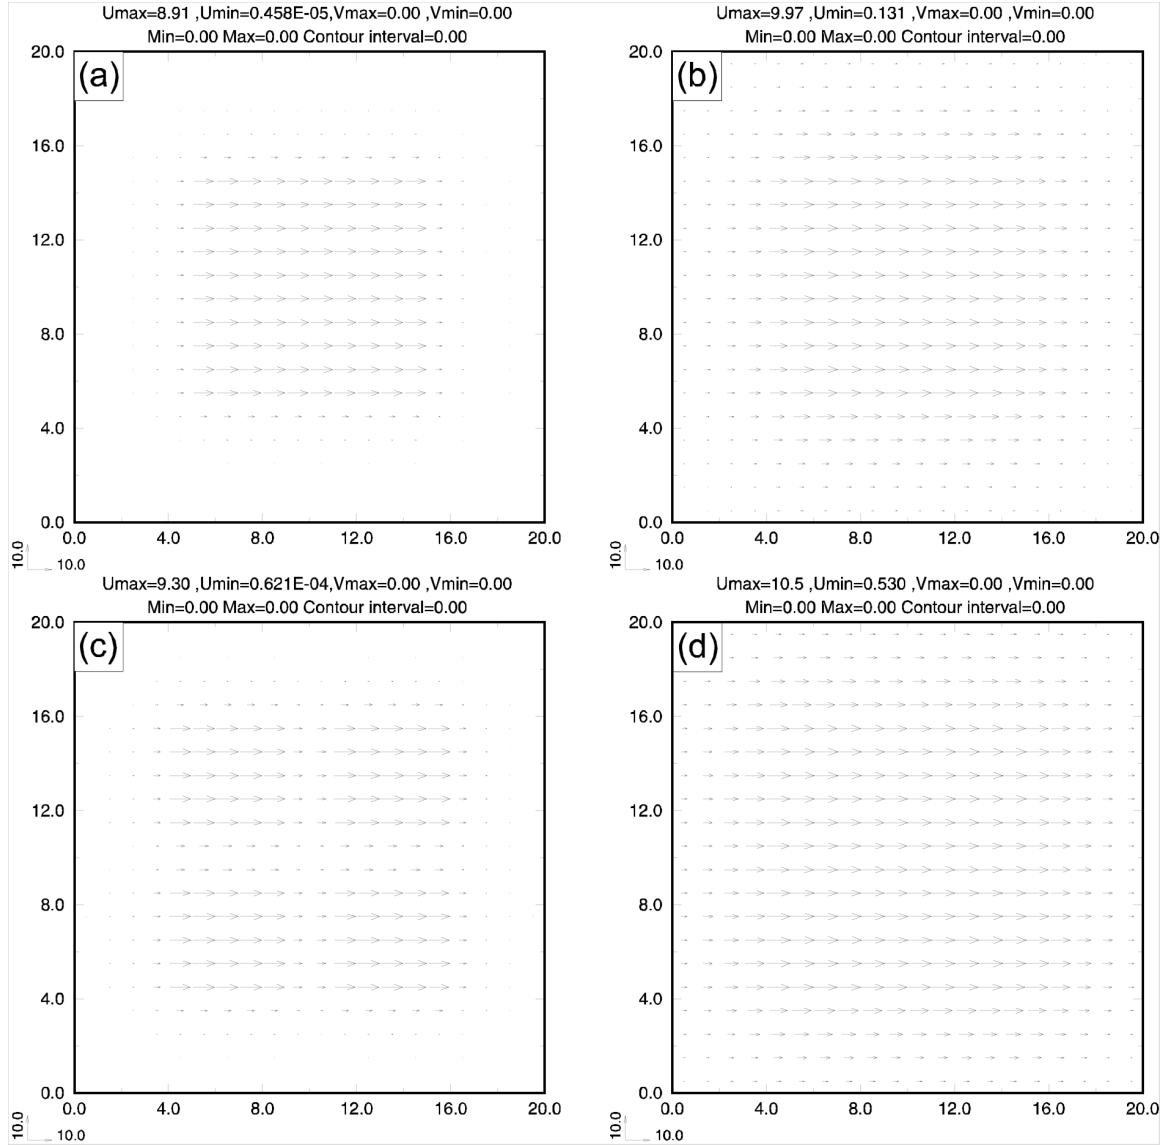 Umax=8.91 ,Umin=0.458E-05,Vmax=0.00 ,Vmin=0.00
Min=0.00 Max=0.00 Contour interval=0.00
(a)
20.0
16.0
12.0
8.0
4.0
0.0
0.0 4.0 8.0 12.0 16.0 20.0
10.0
10.0
Umax=9.97 ,Umin=0.131 ,Vmax=0.00 ,Vmin=0.00
Min=0.00 Max=0.00 Contour interval=0.00
(b)
20.0
16.0
12.0
8.0
4.0
0.0
0.0 4.0 8.0 12.0 16.0 20.0
10.0
10.0
Umax=9.30 ,Umin=0.621E-04,Vmax=0.00 ,Vmin=0.00
Min=0.00 Max=0.00 Contour interval=0.00
(c)
20.0
16.0
12.0
8.0
4.0
0.0
0.0 4.0 8.0 12.0 16.0 20.0
10.0
10.0
Umax=10.5 ,Umin=0.530 ,Vmax=0.00 ,Vmin=0.00
Min=0.00 Max=0.00 Contour interval=0.00
(d)
20.0
16.0
12.0
8.0
4.0
0.0
0.0 4.0 8.0 12.0 16.0 20.0
10.0
10.0